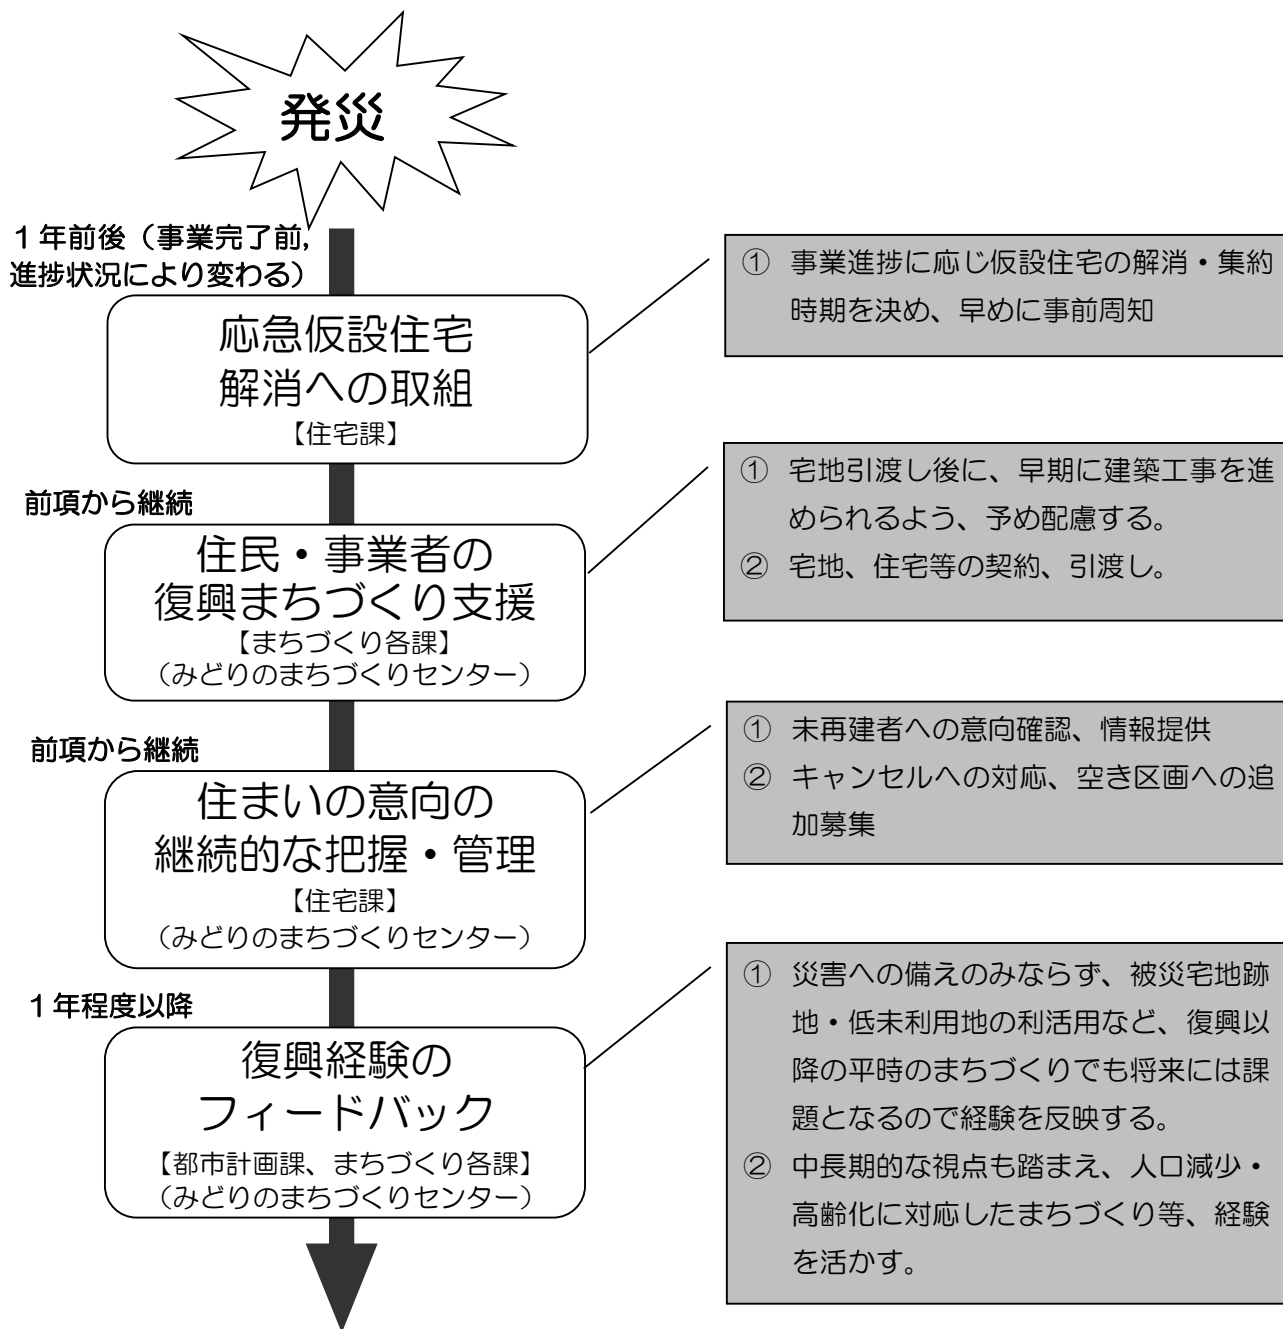 発災
１年前後（事業完了前,
進捗状況により変わる）
応急仮設住宅
解消への取組
【住宅課】
① 事業進捗に応じ仮設住宅の解消・集約
時期を決め、早めに事前周知
前項から継続
住民・事業者の
復興まちづくり支援
【まちづくり各課】
（みどりのまちづくりセンター）
① 宅地引渡し後に、早期に建築工事を進
められるよう、予め配慮する。
② 宅地、住宅等の契約、引渡し。
前項から継続
住まいの意向の
継続的な把握・管理
【住宅課】
（みどりのまちづくりセンター）
① 未再建者への意向確認、情報提供
② キャンセルへの対応、空き区画への追
加募集
１年程度以降
復興経験の
フィードバック
【都市計画課、まちづくり各課】
（みどりのまちづくりセンター）
① 災害への備えのみならず、被災宅地跡
地・低未利用地の利活用など、復興以
降の平時のまちづくりでも将来には課
題となるので経験を反映する。
② 中長期的な視点も踏まえ、人口減少・
高齢化に対応したまちづくり等、経験
を活かす。